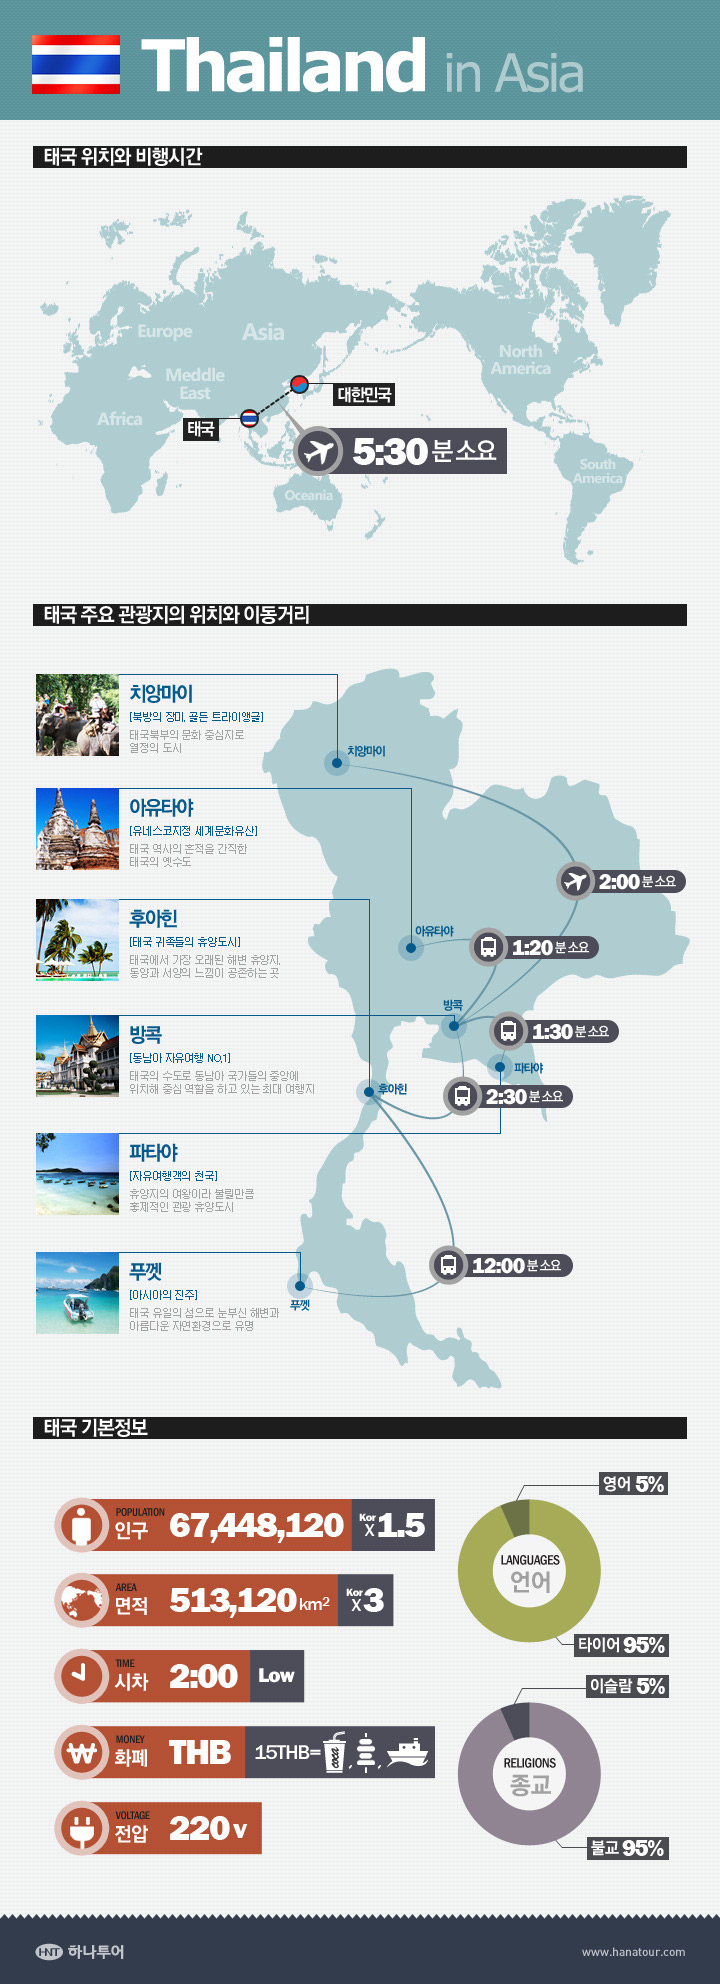 Thailand in Asia
태국 위치와 비행시간
Europe
Asia
Meddle
East
Africa
North
America
대한민국
태국
5:30 분 소요
South
America
Oceania
태국 주요 관광지의 위치와 이동거리
치앙마이
[북방의 장미, 골든 트라이앵글]
태국북부의 문화 중심지로
열정의 도시
치앙마이
아유타야
[유네스코지정 세계문화유산]
태국 역사의 흔적을 간직한
태국의 옛수도
2:00 분 소요
후아힌
[태국 귀족들의 휴양도시]
태국에서 가장 오래된 해변 휴양지,
동양과 서양의 느낌이 공존하는 곳
아유타야
1:20 분 소요
방콕
[동남아 자유여행 NO.1]
태국의 수도로 동남아 국가들의 중앙에
위치해 중심 역할을 하고 있는 최대 여행지
방콕
1:30 분 소요
파타야
후아힌
2:30 분 소요
파타야
[자유여행객의 천국]
휴양지의 여왕이라 불릴만큼
국제적인 관광 휴양도시
푸껫
[아시아의 진주]
태국 유일의 섬으로 눈부신 해변과
아름다운 자연환경으로 유명
12:00 분 소요
푸껫
태국 기본정보
POPULATION
인구 67,448,120 Kor X 1.5
AREA
면적 513,120 km² Kor X 3
TIME
시차 2:00 Low
MONEY
화폐 THB 15THB=
VOLTAGE
전압 220 v
영어 5%
LANGUAGES
언어
타이어 95%
이슬람 5%
RELIGIONS
종교
불교 95%
HNT 하나투어
www.hanatour.com